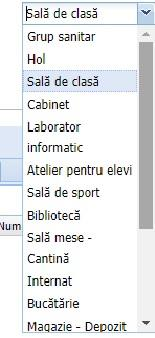 Sală de clasă
Grup sanitar
Hol
Sală de clasă
Cabinet
Laborator
informatic
Atelier pentru elevi
Sală de sport
Bibliotecă
Sală mese -
Num
Cantină
Internat
Bucătărie
Magazie - Depozit